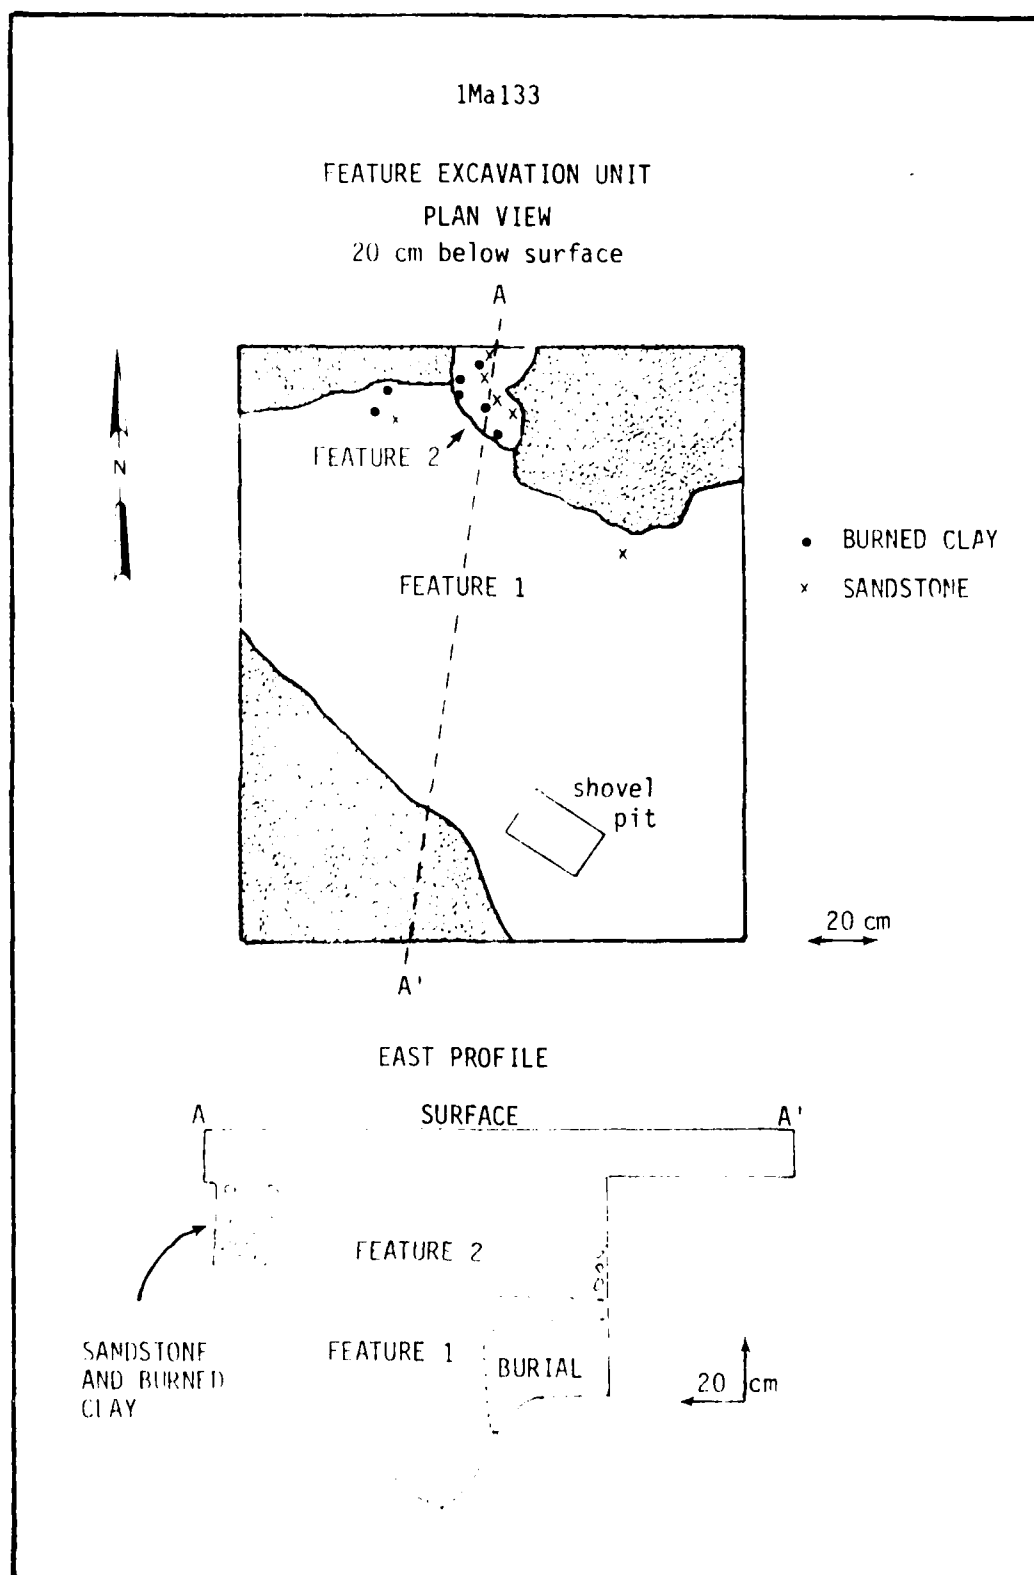 1Ma133
FEATURE EXCAVATION UNIT
PLAN VIEW
20 cm below surface
A
N
FEATURE 2
FEATURE 1
● BURNED CLAY
x SANDSTONE
shovel
pit
20 cm
A'
EAST PROFILE
A
SURFACE
A'
FEATURE 2
SANDSTONE
AND BURNED
CLAY
FEATURE 1
BURIAL
20 cm